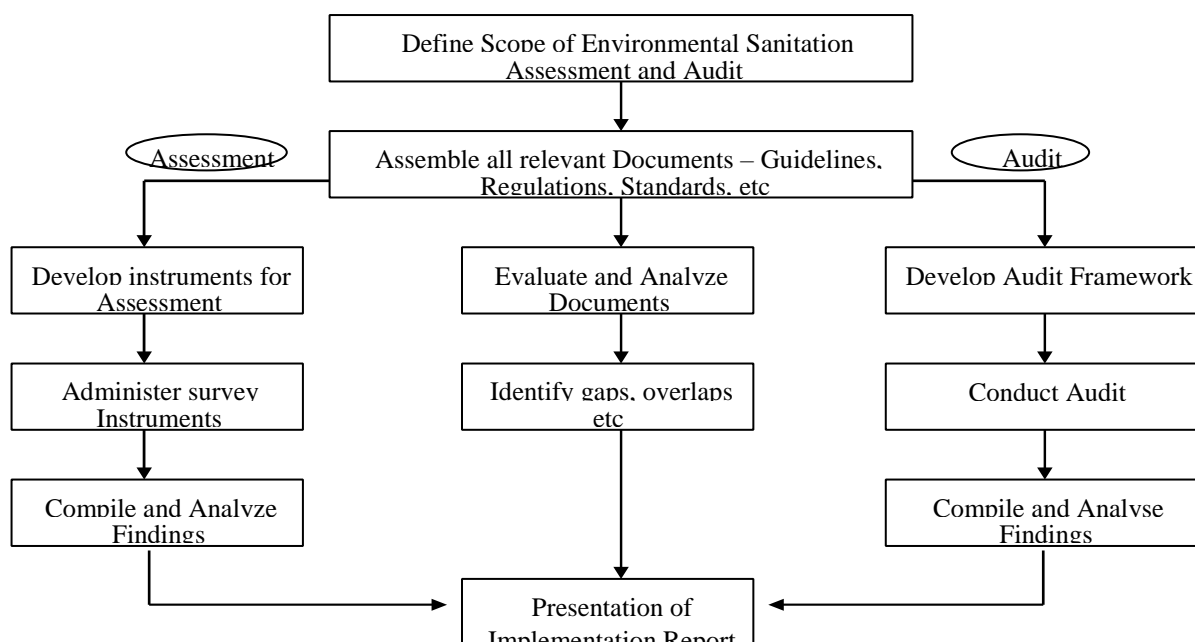 Define Scope of Environmental Sanitation
Assessment and Audit
Assessment
Assemble all relevant Documents – Guidelines,
Regulations, Standards, etc
Audit
Develop instruments for
Assessment
Evaluate and Analyze
Documents
Develop Audit Framework
Administer survey
Instruments
Identify gaps, overlaps
etc
Conduct Audit
Compile and Analyze
Findings
Compile and Analyse
Findings
Presentation of
Implementation Report